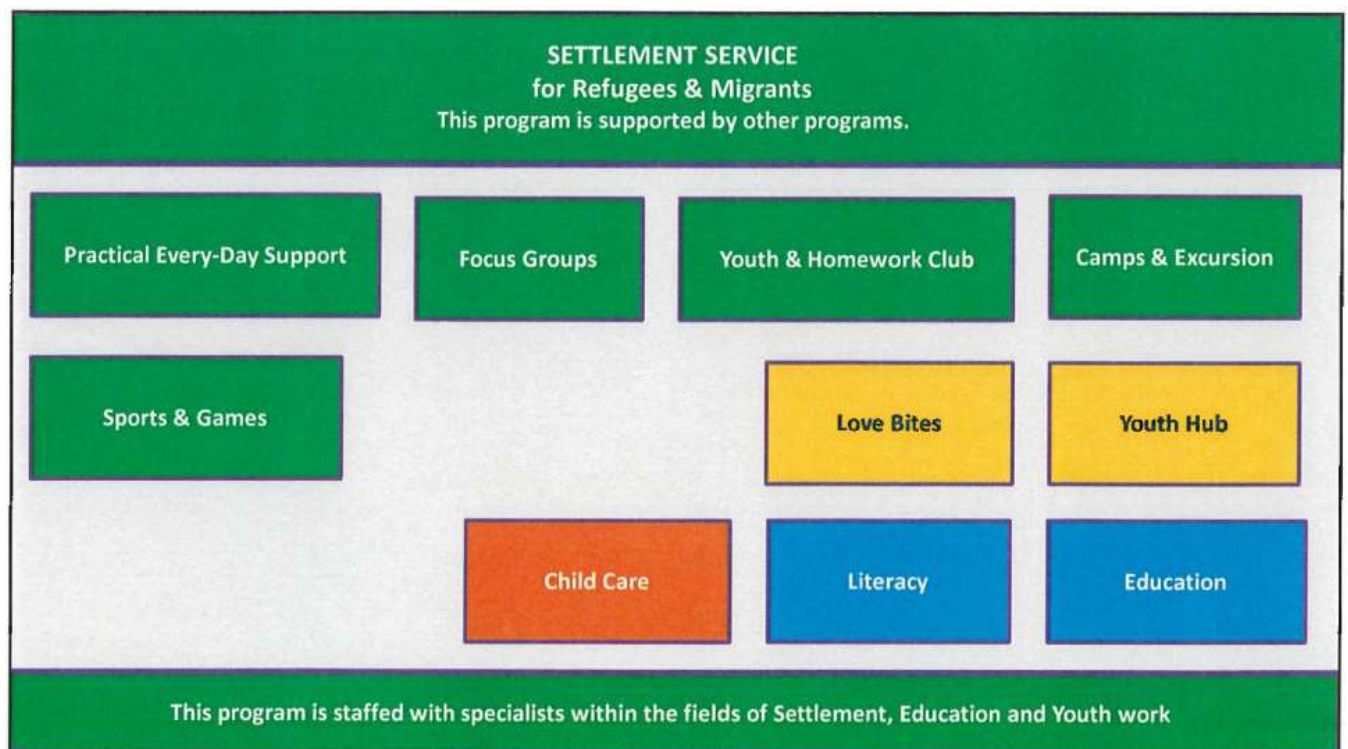 SETTLEMENT SERVICE
for Refugees & Migrants
This program is supported by other programs.
Practical Every-Day Support
Focus Groups
Youth & Homework Club
Camps & Excursion
Sports & Games
Love Bites
Youth Hub
Child Care
Literacy
Education
This program is staffed with specialists within the fields of Settlement, Education and Youth work